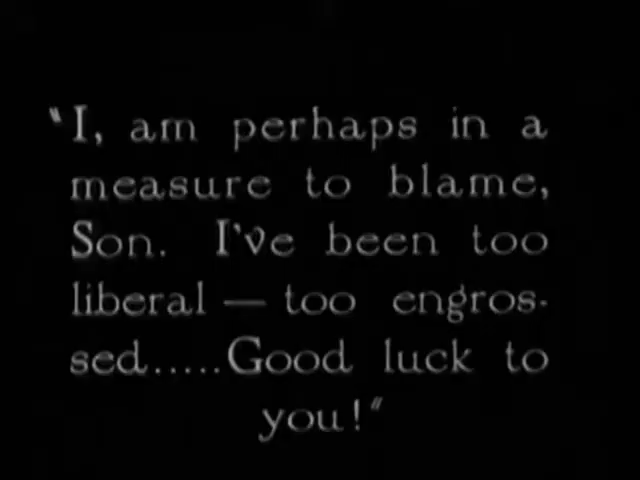 "I, am perhaps in a
measure to blame,
Son. I've been too
liberal — too engros-
sed.....Good luck to
you!"